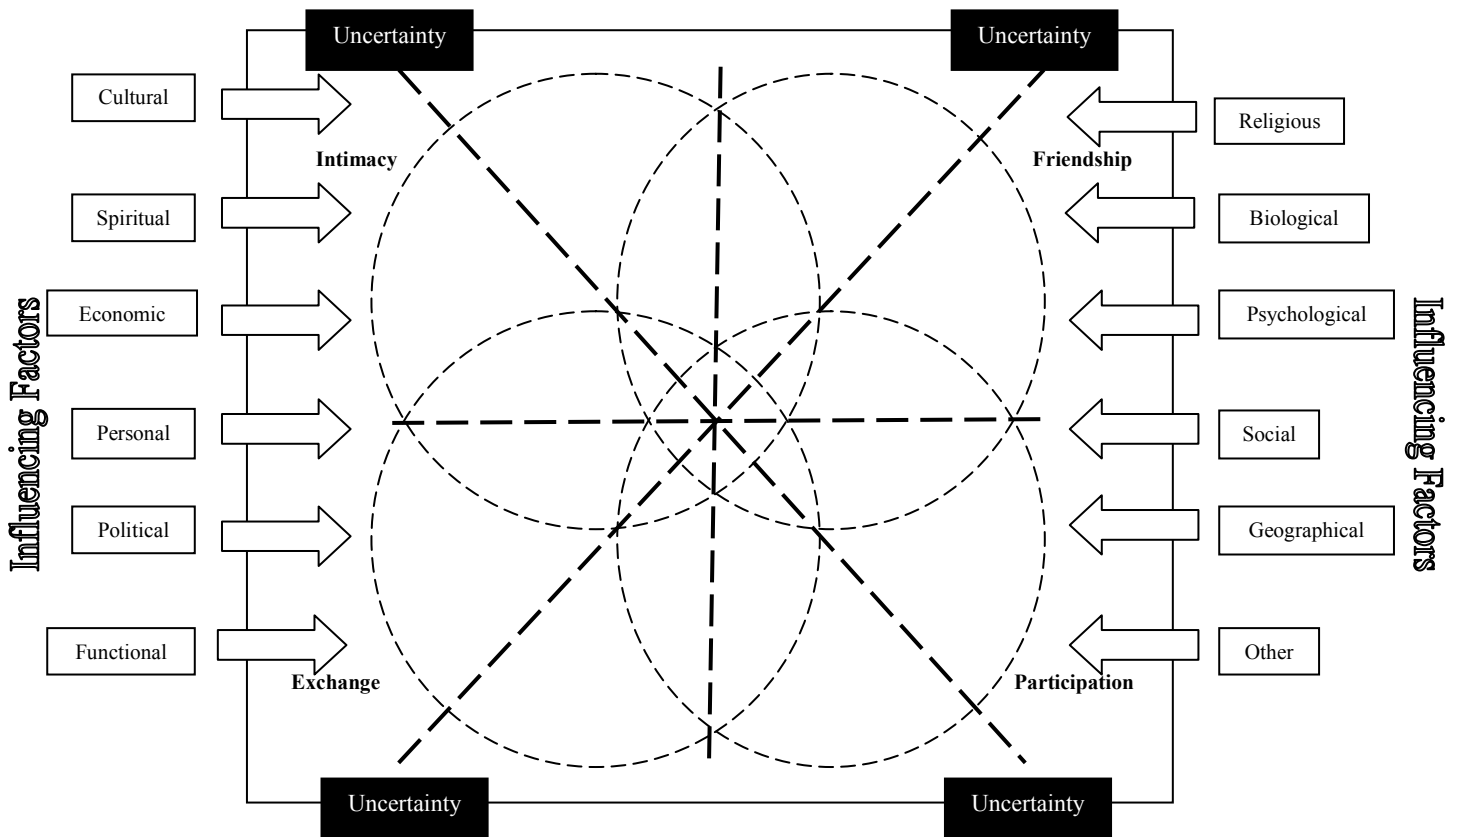 Uncertainty
Uncertainty
Cultural
Religious
Intimacy
Friendship
Spiritual
Biological
Economic
Psychological
Influencing Factors
Influencing Factors
Personal
Social
Political
Geographical
Functional
Other
Exchange
Participation
Uncertainty
Uncertainty